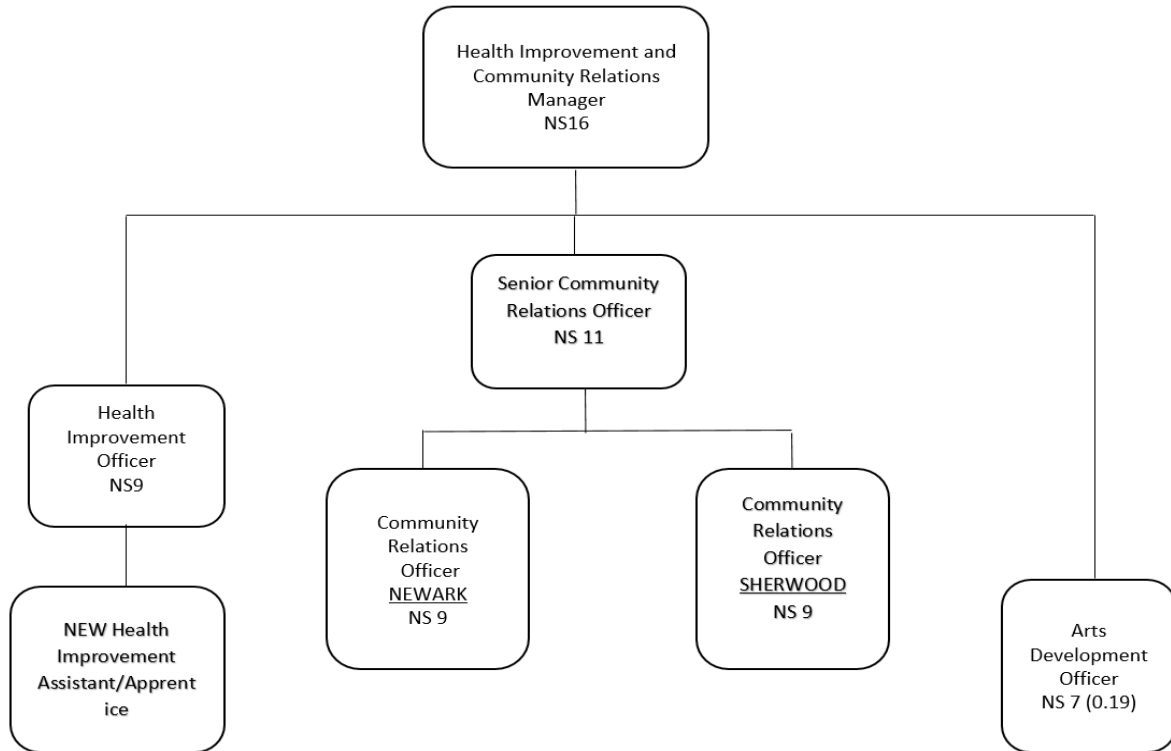 Health Improvement and
Community Relations
Manager
NS16
Senior Community
Relations Officer
NS 11
Health
Improvement
Officer
NS9
Community
Relations
Officer
NEWARK
NS 9
Community
Relations
Officer
SHERWOOD
NS 9
NEW Health
Improvement
Assistant/Apprent
ice
Arts
Development
Officer
NS 7 (0.19)